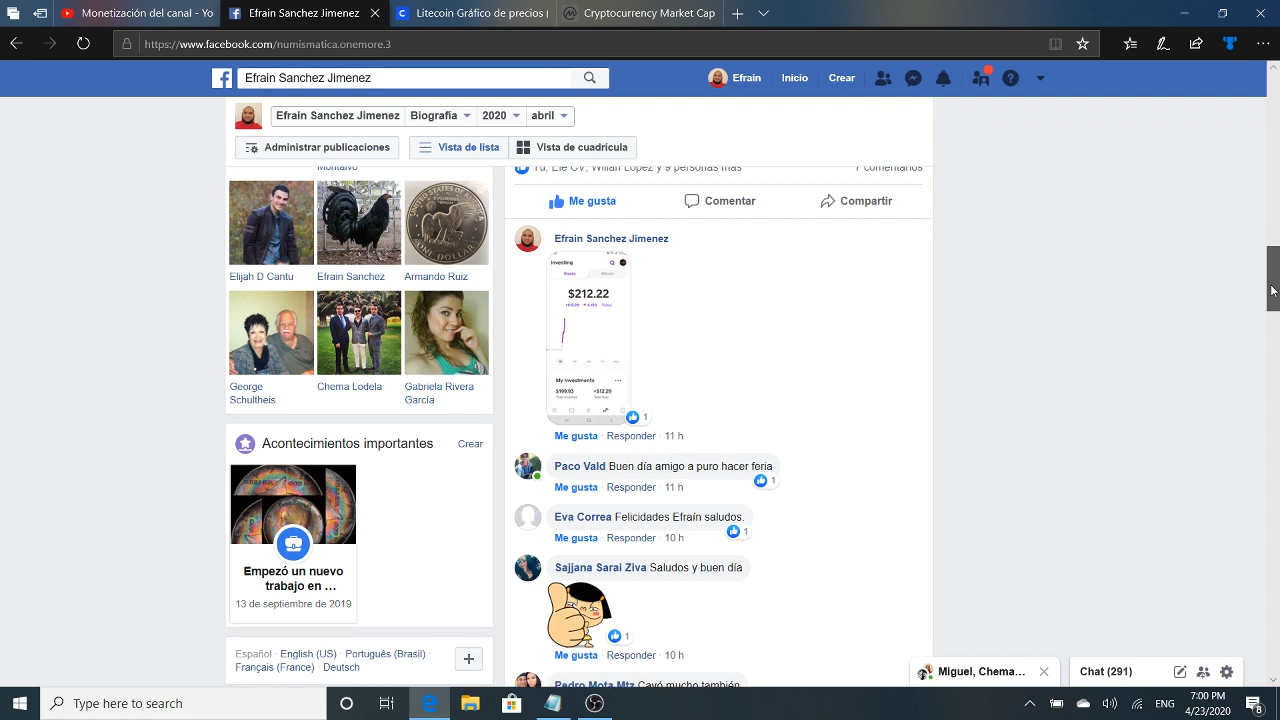 Monetización del canal - Yo
Efrain Sanchez Jimenez
Litecoin Gráfico de precios
CryptoCurrency Market Cap
https://www.facebook.com/numismatica.onemore.3
Efrain Sanchez Jimenez
Efrain
Inicio
Crear
Efrain Sanchez Jimenez
Biografía
2020
abril
Administrar publicaciones
Vista de lista
Vista de cuadrícula
Montalvo
Elijah D Cantu
Efrain Sanchez
Armando Ruiz
George Schultheis
Chema Lodela
Gabriela Rivera García
Acontecimientos importantes
Crear
Empezó un nuevo
trabajo en ...
13 de septiembre de 2019
Español · English (US) · Português (Brasil) ·
Français (France) · Deutsch
Tú, Ele CV, Willan López y 9 personas más
7 comentarios
Me gusta
Comentar
Compartir
Efrain Sanchez Jimenez
Investing
Stocks
Bitcoin
$212.22
Today
My Investments
$199.93
+$12.29
1
Me gusta · Responder · 11 h
Paco Vald Buen día amigo a puro hacer feria
1
Me gusta · Responder · 11 h
Eva Correa Felicidades Efraín saludos.
1
Me gusta · Responder · 10 h
Sajjana Sarai Ziva Saludos y buen día
1
Me gusta · Responder · 10 h
Pedro Mota Mtz Cayó mucho también
Miguel, Chema...
Chat (291)
Type here to search
ENG
7:00 PM
4/23/2020
8